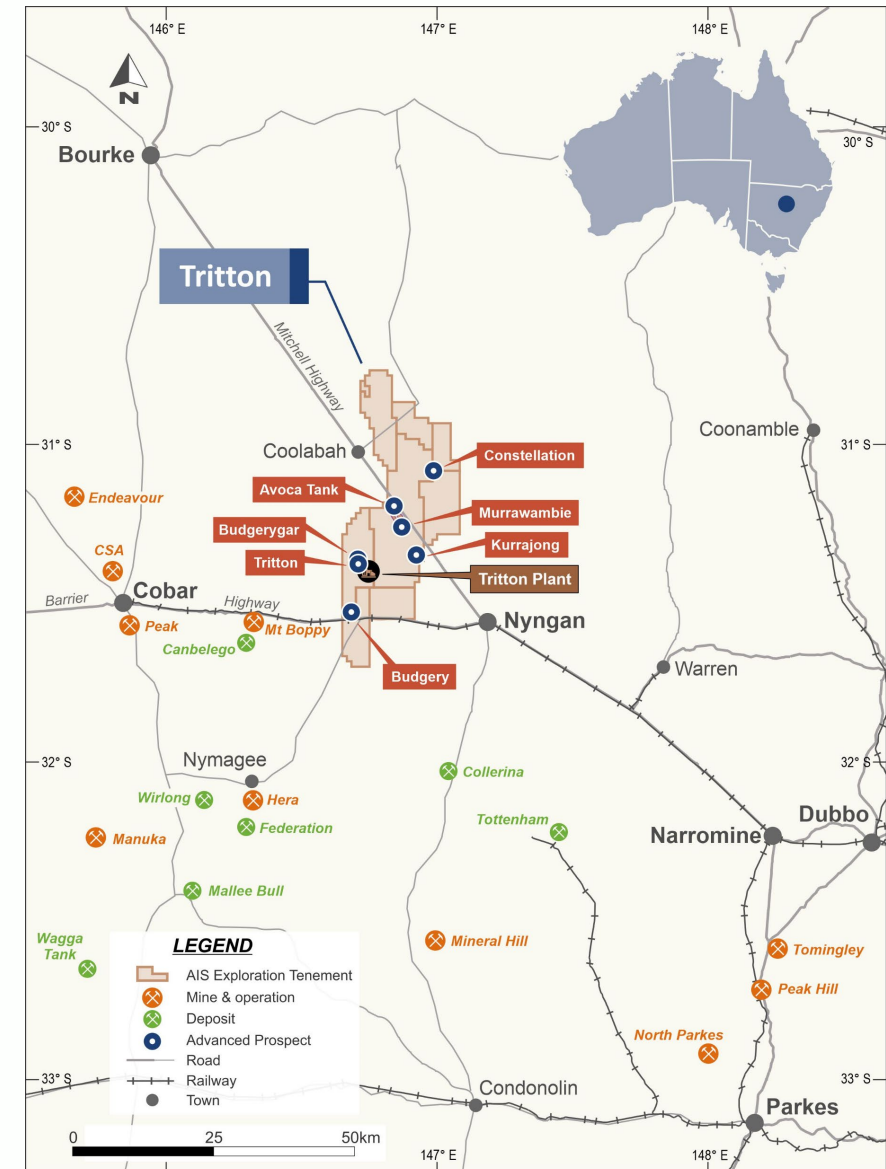 146° E
147° E
148° E
N
30° S
30° S
Bourke
Tritton
Mitchell Highway
31° S
31° S
Coolabah
Coonamble
Constellation
Avoca Tank
Endeavour
Murrawambie
Budgerygar
Kurrajong
CSA
Tritton
Tritton Plant
Cobar
Barrier
Highway
Peak
Mt Boppy
Nyngan
Canbelego
Warren
Budgery
32° S
32° S
Nymagee
Collerina
Wirlong
Hera
Tottenham
Dubbo
Federation
Manuka
Narromine
Mallee Bull
Wagga
Tank
Mineral Hill
Tomingley
Peak Hill
North Parkes
LEGEND
AIS Exploration Tenement
Mine & operation
Deposit
Advanced Prospect
Road
Railway
Town
33° S
33° S
Condonolin
Parkes
0 25 50km
147° E
148° E